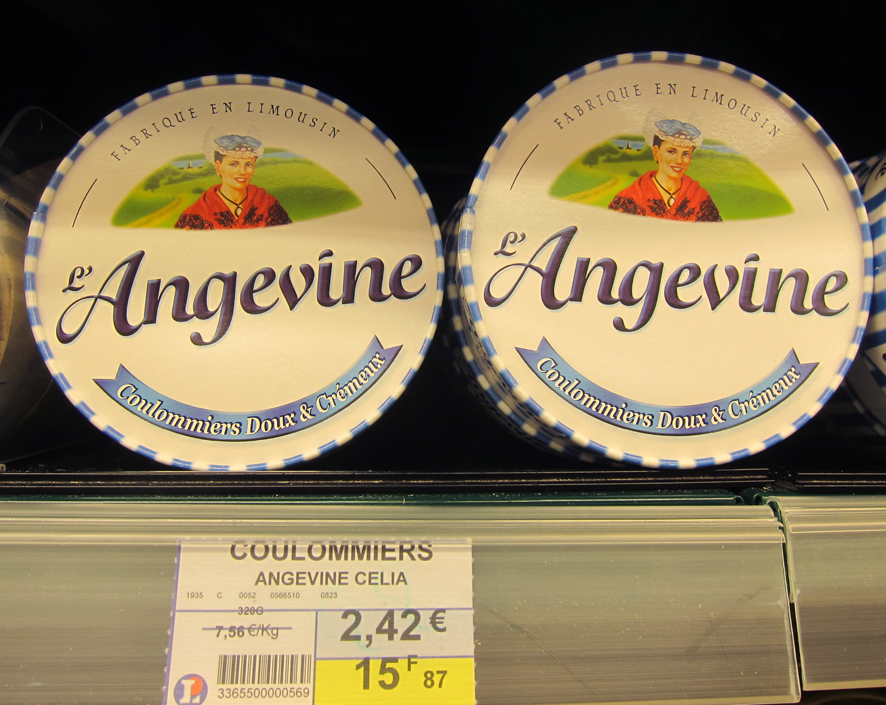 FABRIQUÉ EN LIMOUSIN
L'Angevine
Coulommiers Doux & Crémeux
FABRIQUÉ EN LIMOUSIN
L'Angevine
Coulommiers Doux & Crémeux
COULOMMIERS
ANGEVINE CELIA
1935 C 0052 0566510 0823
320G
7,56 €/Kg
2,42 €
15 F 87
3365500000569
L